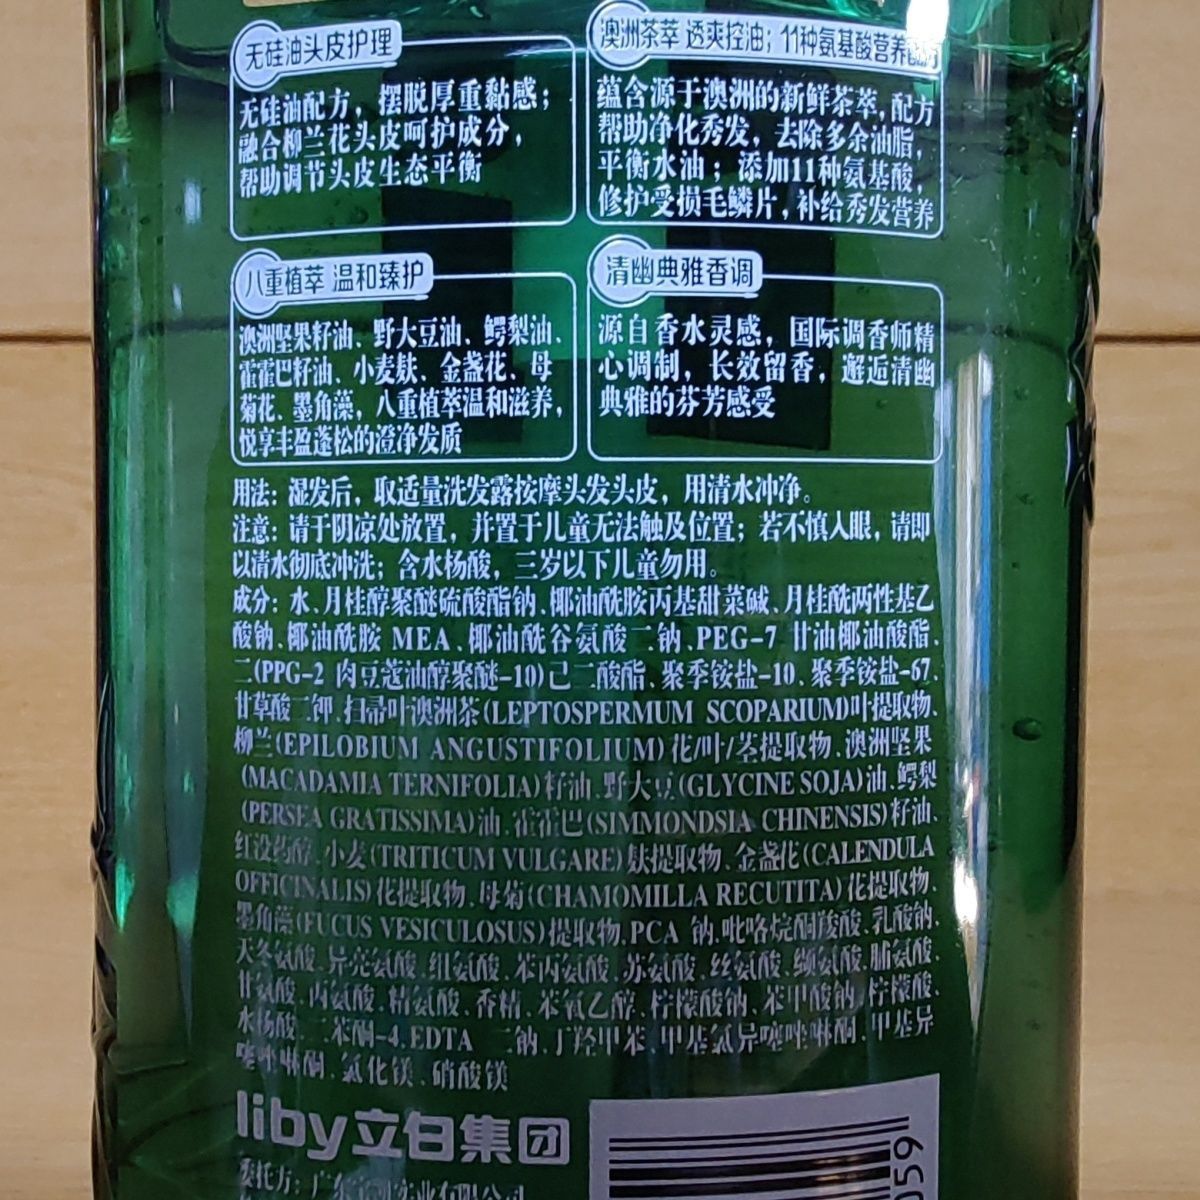 无硅油头皮护理
无硅油配方，摆脱厚重黏感；
融合柳兰花头皮呵护成分，
帮助调节头皮生态平衡
澳洲茶萃 透爽控油；11种氨基酸营养配方
蕴含源于澳洲的新鲜茶萃，配方
帮助净化秀发，去除多余油脂，
平衡水油；添加11种氨基酸，
修护受损毛鳞片，补给秀发营养
八重植萃 温和臻护
澳洲坚果籽油、野大豆油、鳄梨油、
霍霍巴籽油、小麦麸、金盏花、母
菊花、墨角藻，八重植萃温和滋养，
悦享丰盈蓬松的澄净发质
清幽典雅香调
源自香水灵感，国际调香师精
心调制，长效留香，邂逅清幽
典雅的芬芳感受
用法：湿发后，取适量洗发露按摩头发头皮，用清水冲净。
注意：请于阴凉处放置，并置于儿童无法触及位置；若不慎入眼，请即
以清水彻底冲洗；含水杨酸，三岁以下儿童勿用。
成分：水、月桂醇聚醚硫酸酯钠、椰油酰胺丙基甜菜碱、月桂酰两性基乙
酸钠、椰油酰胺 MEA、椰油酰谷氨酸二钠、PEG-7 甘油椰油酸酯、
二(PPG-2 肉豆蔻油醇聚醚-10)己二酸酯、聚季铵盐-10、聚季铵盐-67、
甘草酸二钾、扫帚叶澳洲茶(LEPTOSPERMUM SCOPARIUM)叶提取物、
柳兰(EPILOBIUM ANGUSTIFOLIUM)花/叶/茎提取物、澳洲坚果
(MACADAMIA TERNIFOLIA)籽油、野大豆(GLYCINE SOJA)油、鳄梨
(PERSEA GRATISSIMA)油、霍霍巴(SIMMONDSIA CHINENSIS)籽油、
红没药醇、小麦(TRITICUM VULGARE)麸提取物、金盏花(CALENDULA
OFFICINALIS)花提取物、母菊(CHAMOMILLA RECUTITA)花提取物、
墨角藻(FUCUS VESICULOSUS)提取物、PCA 钠、吡咯烷酮羧酸、乳酸钠、
天冬氨酸、异亮氨酸、组氨酸、苯丙氨酸、苏氨酸、丝氨酸、缬氨酸、脯氨酸、
甘氨酸、丙氨酸、精氨酸、香精、苯氧乙醇、柠檬酸钠、苯甲酸钠、柠檬酸、
水杨酸、二苯酮-4、EDTA 二钠、丁羟甲苯、甲基氯异噻唑啉酮、甲基异
噻唑啉酮、氯化镁、硝酸镁
liby 立白集团
委托方：广东
059